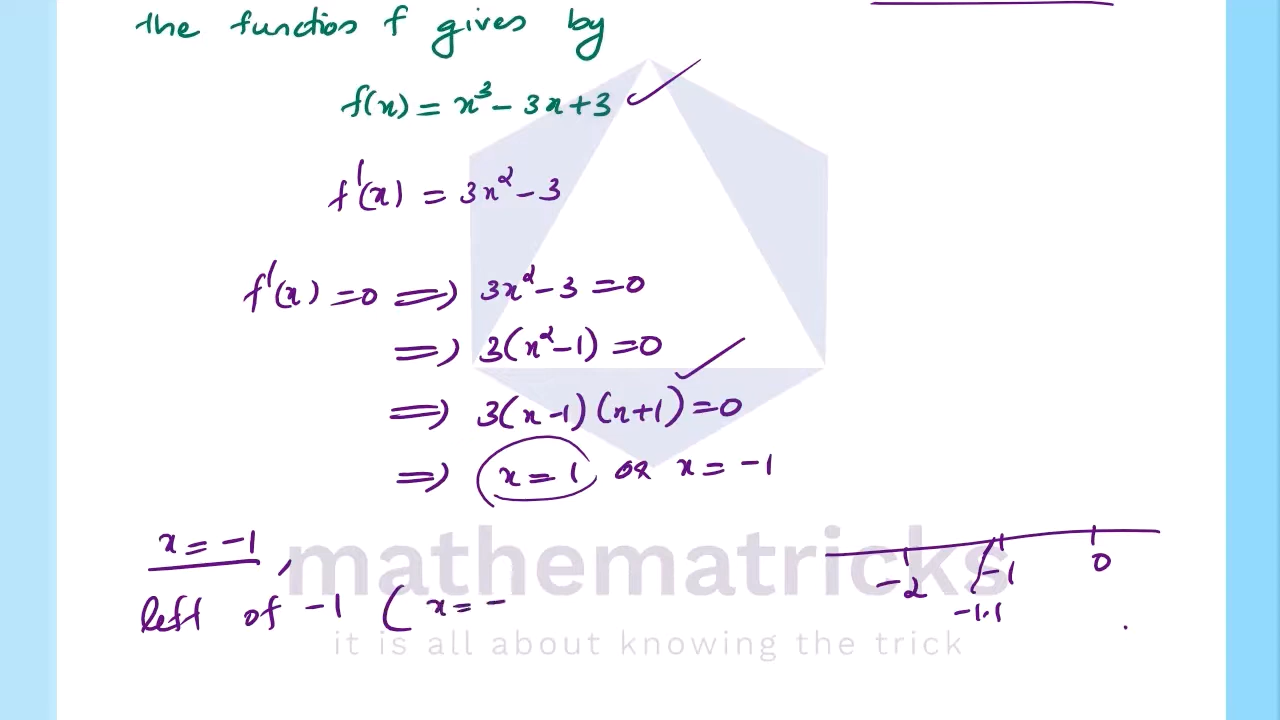 the function f gives by
f(x) = x³ - 3x + 3
f'(x) = 3x² - 3
f'(x) = 0 ⟹ 3x² - 3 = 0
⟹ 3(x² - 1) = 0
⟹ 3(x - 1)(x + 1) = 0
⟹ x = 1 or x = -1
x = -1,
-2 -1 0
-1.1
left of -1 ( x = -
mathematricks
it is all about knowing the trick